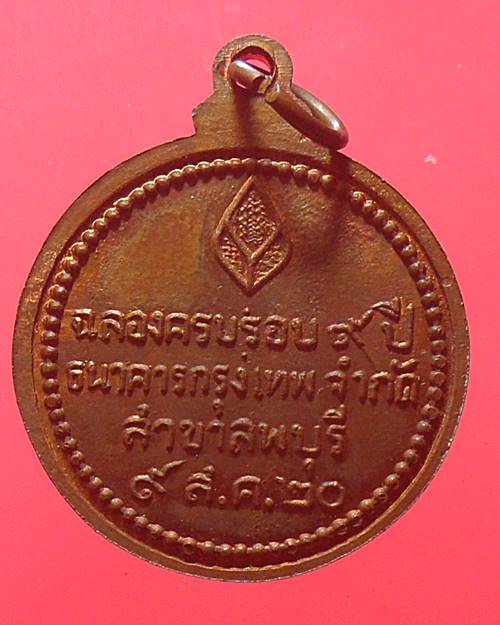 ฉลองครบรอบ ๙ ปี
ธนาคารกรุงเทพ จำกัด
สาขาลพบุรี
๙ ส.ค.๒๐